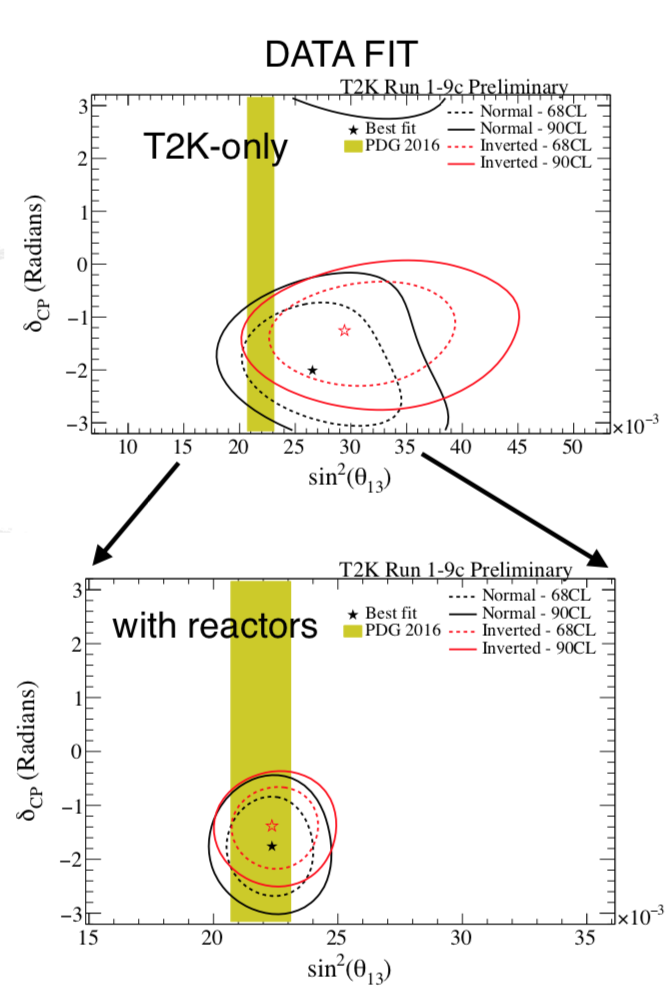 DATA FIT
T2K Run 1-9c Preliminary
T2K-only
Best fit
PDG 2016
Normal - 68CL
Normal - 90CL
Inverted - 68CL
Inverted - 90CL
δCP (Radians)
3
2
1
0
−1
−2
−3
10 15 20 25 30 35 40 45 50
×10⁻³
sin²(θ₁₃)
T2K Run 1-9c Preliminary
with reactors
Best fit
PDG 2016
Normal - 68CL
Normal - 90CL
Inverted - 68CL
Inverted - 90CL
δCP (Radians)
3
2
1
0
−1
−2
−3
15 20 25 30 35
×10⁻³
sin²(θ₁₃)